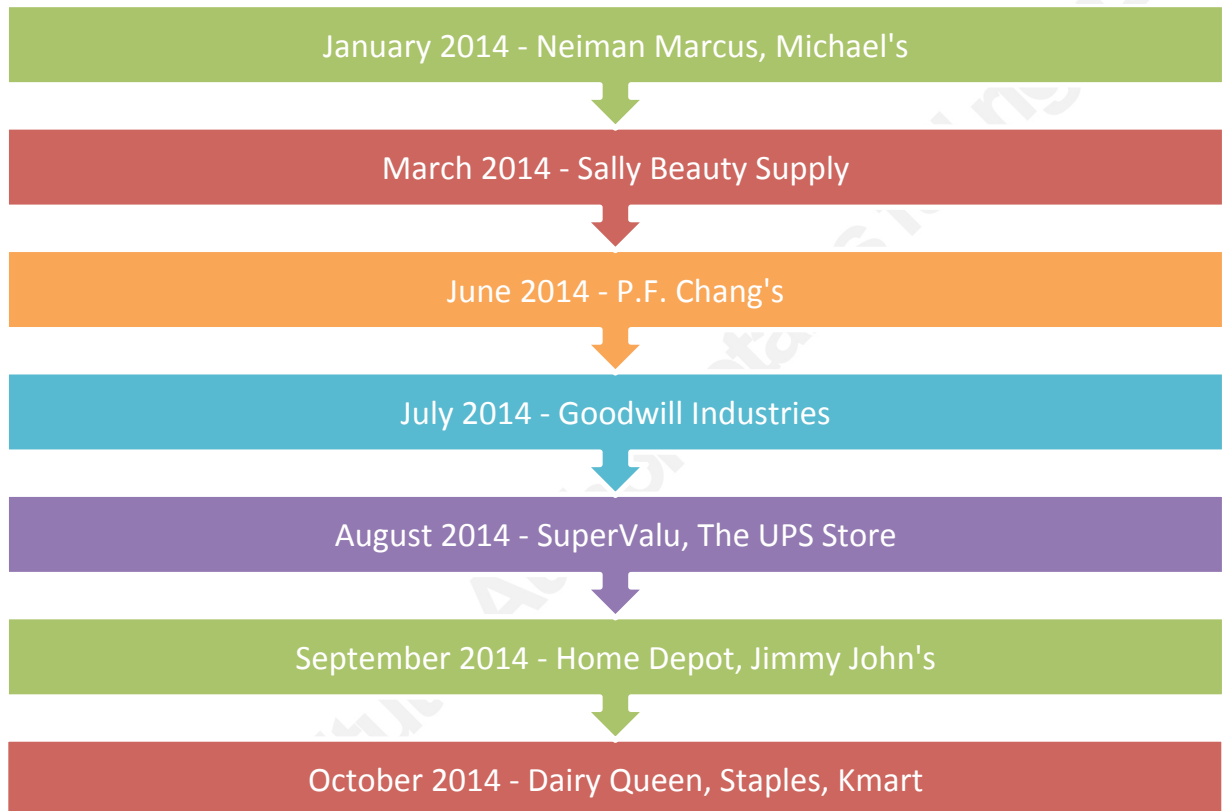 January 2014 - Neiman Marcus, Michael's
March 2014 - Sally Beauty Supply
June 2014 - P.F. Chang's
July 2014 - Goodwill Industries
August 2014 - SuperValu, The UPS Store
September 2014 - Home Depot, Jimmy John's
October 2014 - Dairy Queen, Staples, Kmart